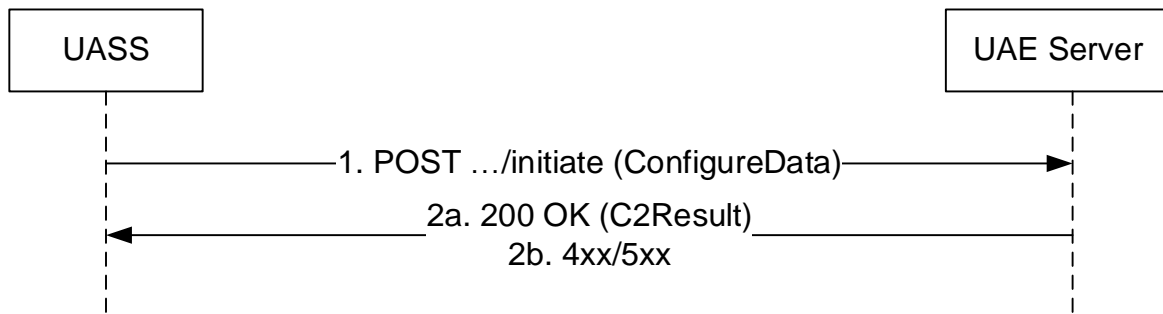 UASS
UAE Server
1. POST …/initiate (ConfigureData)
2a. 200 OK (C2Result)
2b. 4xx/5xx